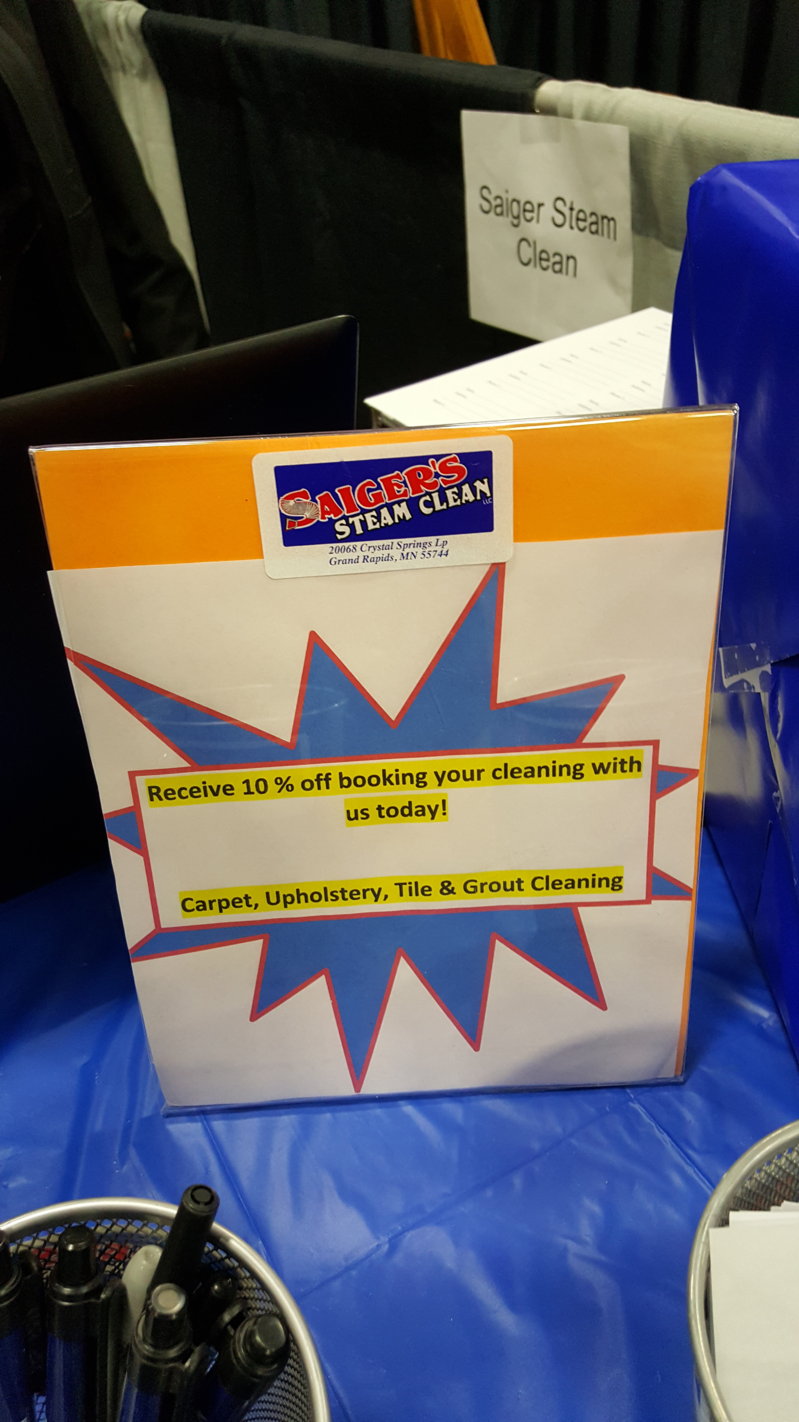 Saiger Steam
Clean
SAIGER'S
STEAM CLEAN LLC
20068 Crystal Springs Lp
Grand Rapids, MN 55744
Receive 10 % off booking your cleaning with
us today!
Carpet, Upholstery, Tile & Grout Cleaning